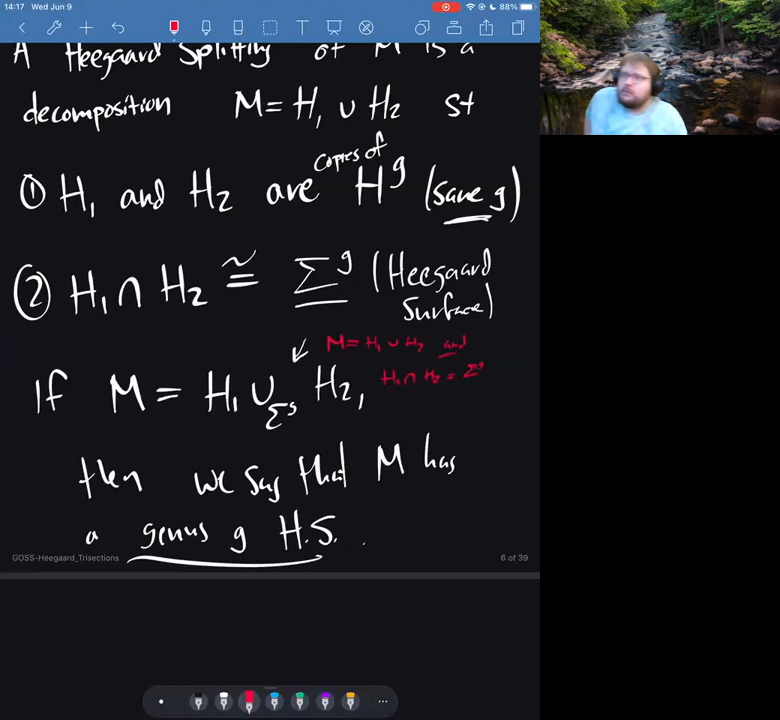 14:17 Wed Jun 9
88%
A Heegaard Splitting of M is a
decomposition M = H₁ ∪ H₂ st
① H₁ and H₂ are copies of H^g (same g)
② H₁ ∩ H₂ ≅ Σ^g (Heegaard
Surface)
M = H₁ ∪ H₂ and
H₁ ∩ H₂ = Σ^g
If M = H₁ ∪_Σ^g H₂,
then we say that M has
a genus g H.S.
GOSS-Heegaard_Trisections
6 of 39